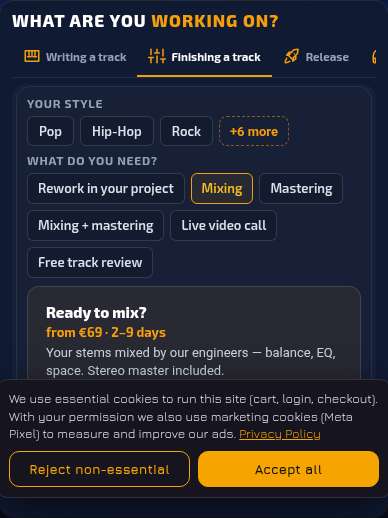 WHAT ARE YOU WORKING ON?
Writing a track Finishing a track Release
YOUR STYLE
Pop Hip-Hop Rock +6 more
WHAT DO YOU NEED?
Rework in your project Mixing Mastering
Mixing + mastering Live video call
Free track review
Ready to mix?
from €69 · 2–9 days
Your stems mixed by our engineers — balance, EQ,
space. Stereo master included.
We use essential cookies to run this site (cart, login, checkout).
With your permission we also use marketing cookies (Meta
Pixel) to measure and improve our ads. Privacy Policy
Reject non-essential Accept all